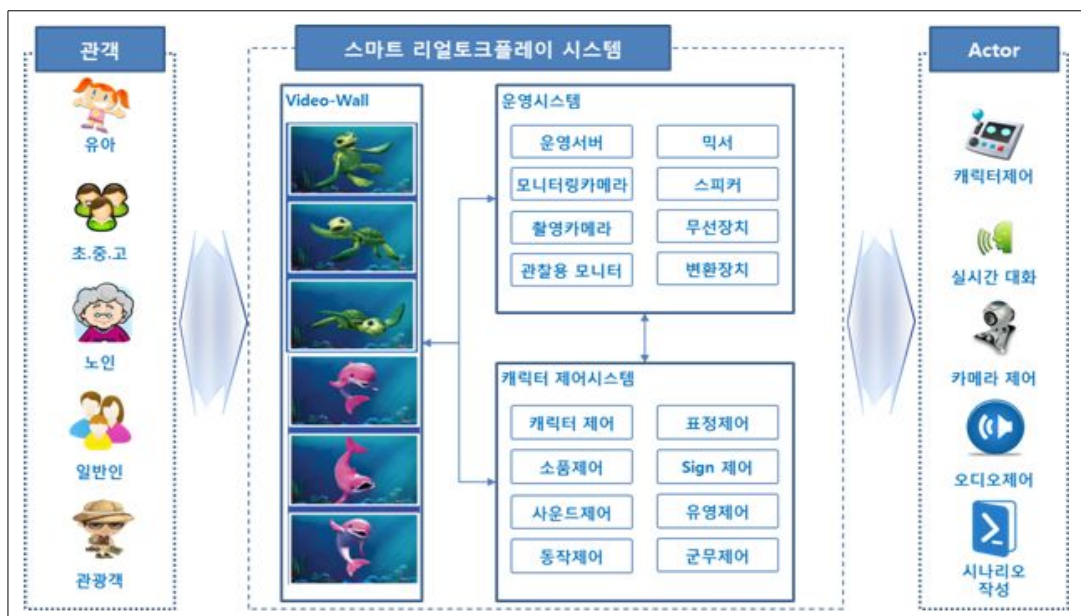 관객
스마트 리얼토크플레이 시스템
Actor
유아
초.중.고
노인
일반인
관광객
Video-Wall
운영시스템
운영서버
믹서
모니터링카메라
스피커
촬영카메라
무선장치
관찰용 모니터
변환장치
캐릭터 제어시스템
캐릭터 제어
표정제어
소품제어
Sign 제어
사운드제어
유영제어
동작제어
군무제어
캐릭터제어
실시간 대화
카메라 제어
오디오제어
시나리오
작성